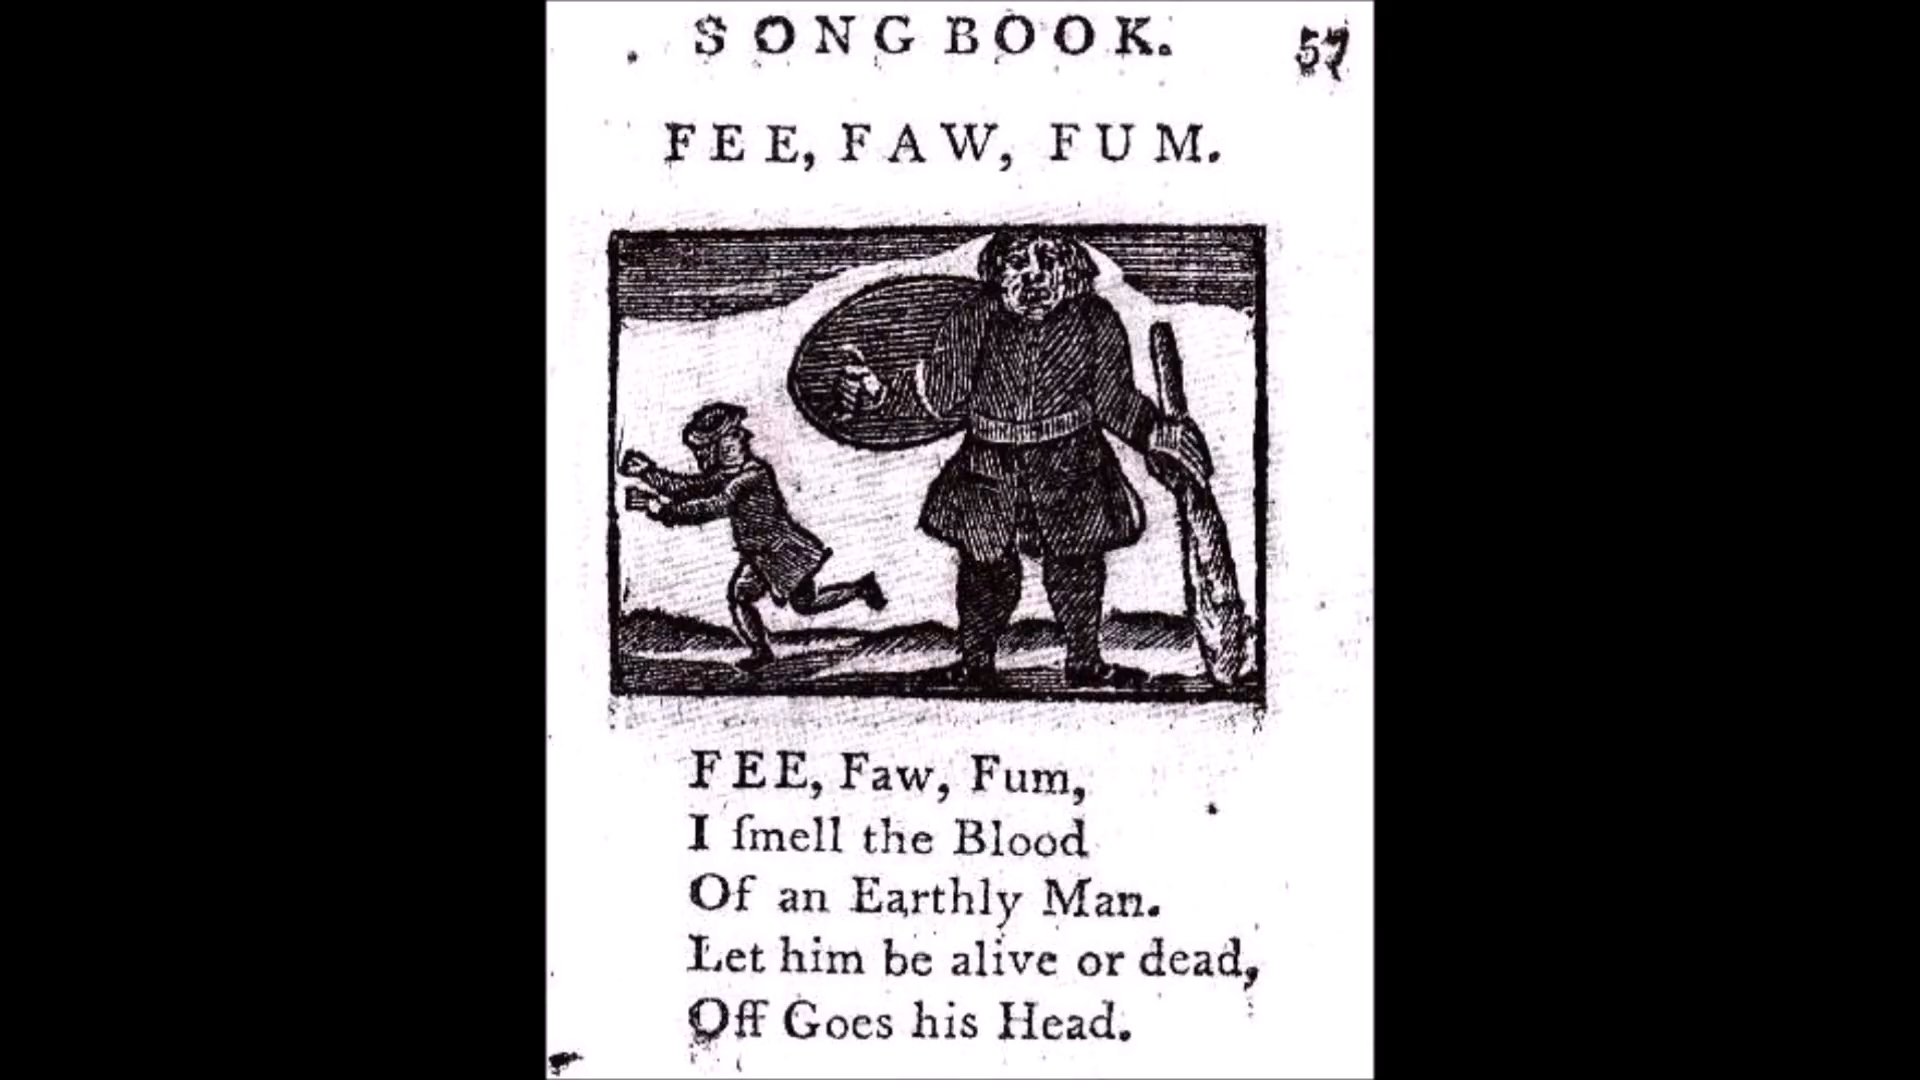 SONG BOOK. 57
FEE, FAW, FUM.
FEE, Faw, Fum,
I ſmell the Blood
Of an Earthly Man.
Let him be alive or dead,
Off Goes his Head.